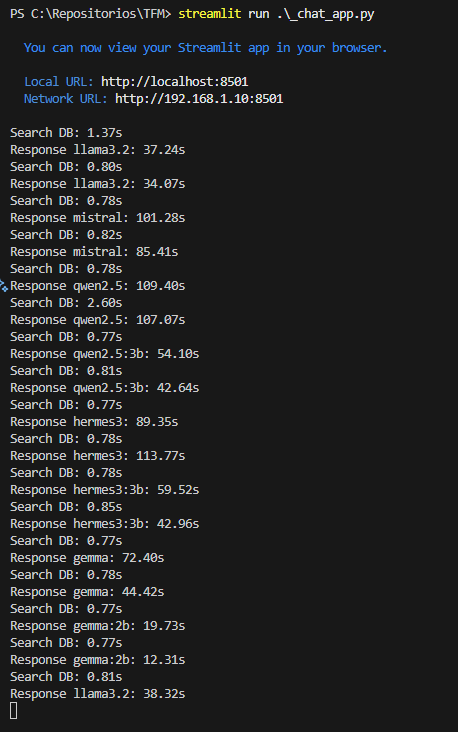 PS C:\Repositorios\TFM> streamlit run .\_chat_app.py
You can now view your Streamlit app in your browser.
Local URL: http://localhost:8501
Network URL: http://192.168.1.10:8501
Search DB: 1.37s
Response llama3.2: 37.24s
Search DB: 0.80s
Response llama3.2: 34.07s
Search DB: 0.78s
Response mistral: 101.28s
Search DB: 0.82s
Response mistral: 85.41s
Search DB: 0.78s
Response qwen2.5: 109.40s
Search DB: 2.60s
Response qwen2.5: 107.07s
Search DB: 0.77s
Response qwen2.5:3b: 54.10s
Search DB: 0.81s
Response qwen2.5:3b: 42.64s
Search DB: 0.77s
Response hermes3: 89.35s
Search DB: 0.78s
Response hermes3: 113.77s
Search DB: 0.78s
Response hermes3:3b: 59.52s
Search DB: 0.85s
Response hermes3:3b: 42.96s
Search DB: 0.77s
Response gemma: 72.40s
Search DB: 0.78s
Response gemma: 44.42s
Search DB: 0.77s
Response gemma:2b: 19.73s
Search DB: 0.77s
Response gemma:2b: 12.31s
Search DB: 0.81s
Response llama3.2: 38.32s